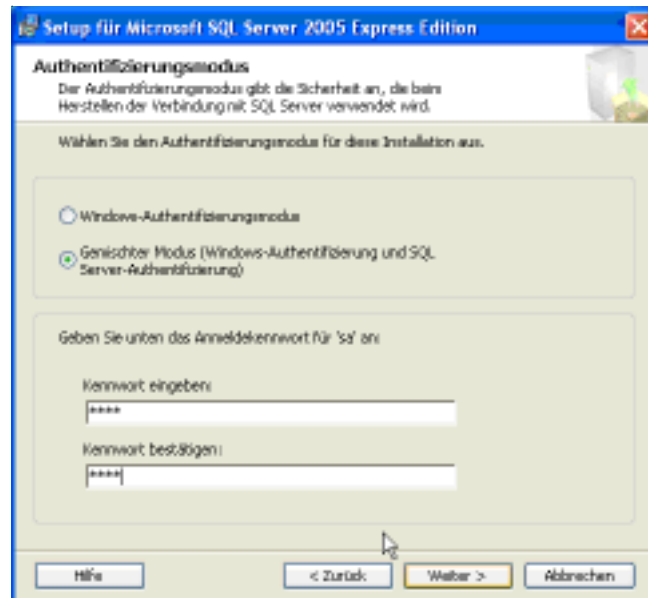 Setup für Microsoft SQL Server 2005 Express Edition
Authentifizierungsmodus
Der Authentifizierungsmodus gibt die Sicherheit an, die beim
Herstellen der Verbindung mit SQL Server verwendet wird.
Wählen Sie den Authentifizierungsmodus für diese Installation aus.
Windows-Authentifizierungsmodus
Gemischter Modus (Windows-Authentifizierung und SQL
Server-Authentifizierung)
Geben Sie unten das Anmeldekennwort für 'sa' an:
Kennwort eingeben:
****
Kennwort bestätigen:
****
Hilfe
< Zurück
Weiter >
Abbrechen